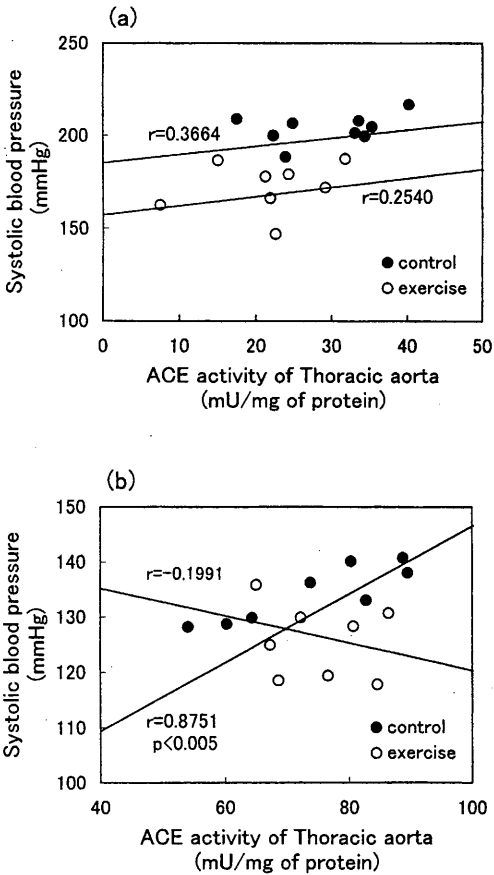 (a)
250
200
150
100
r=0.3664
r=0.2540
control
exercise
0
10
20
30
40
50
Systolic blood pressure
(mmHg)
ACE activity of Thoracic aorta
(mU/mg of protein)
(b)
150
140
130
120
110
100
r=-0.1991
r=0.8751
p<0.005
control
exercise
40
60
80
100
Systolic blood pressure
(mmHg)
ACE activity of Thoracic aorta
(mU/mg of protein)